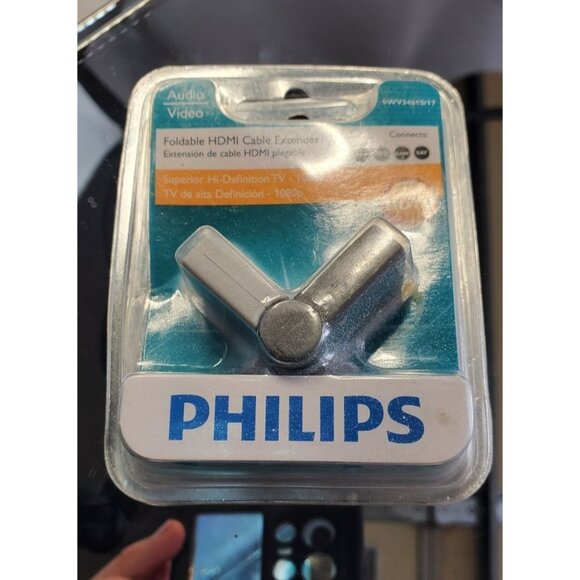 Audio
Video
SWV3461S/17
Foldable HDMI Cable Extender
Extensión de cable HDMI plegable
Connects:
SAT
Superior Hi-Definition TV -
TV de alta Definición - 1080p
PHILIPS